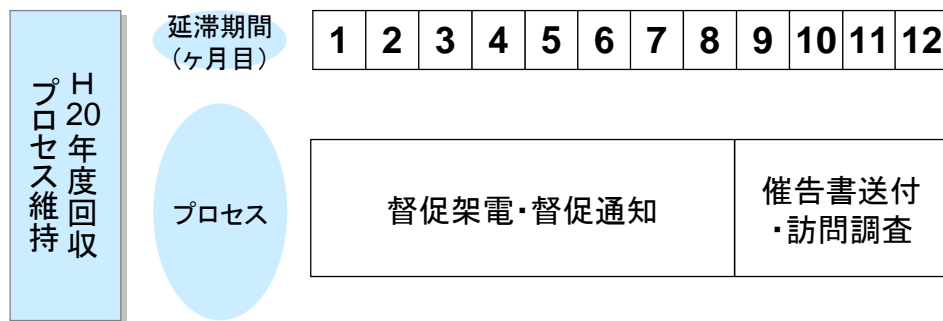 H20年度回収
プロセス維持
延滞期間
(ヶ月目)
1 2 3 4 5 6 7 8 9 10 11 12
プロセス
督促架電・督促通知
催告書送付
・訪問調査